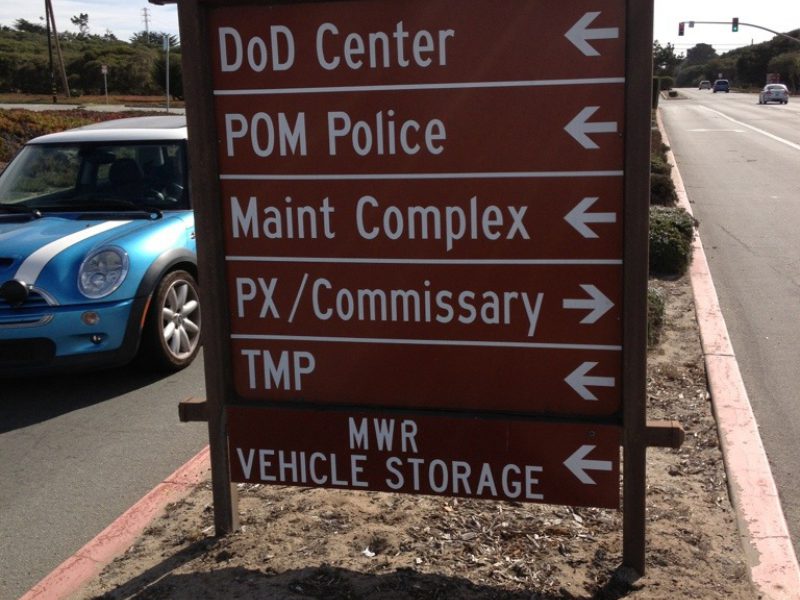 DoD Center
POM Police
Maint Complex
PX/Commissary
TMP
MWR
VEHICLE STORAGE